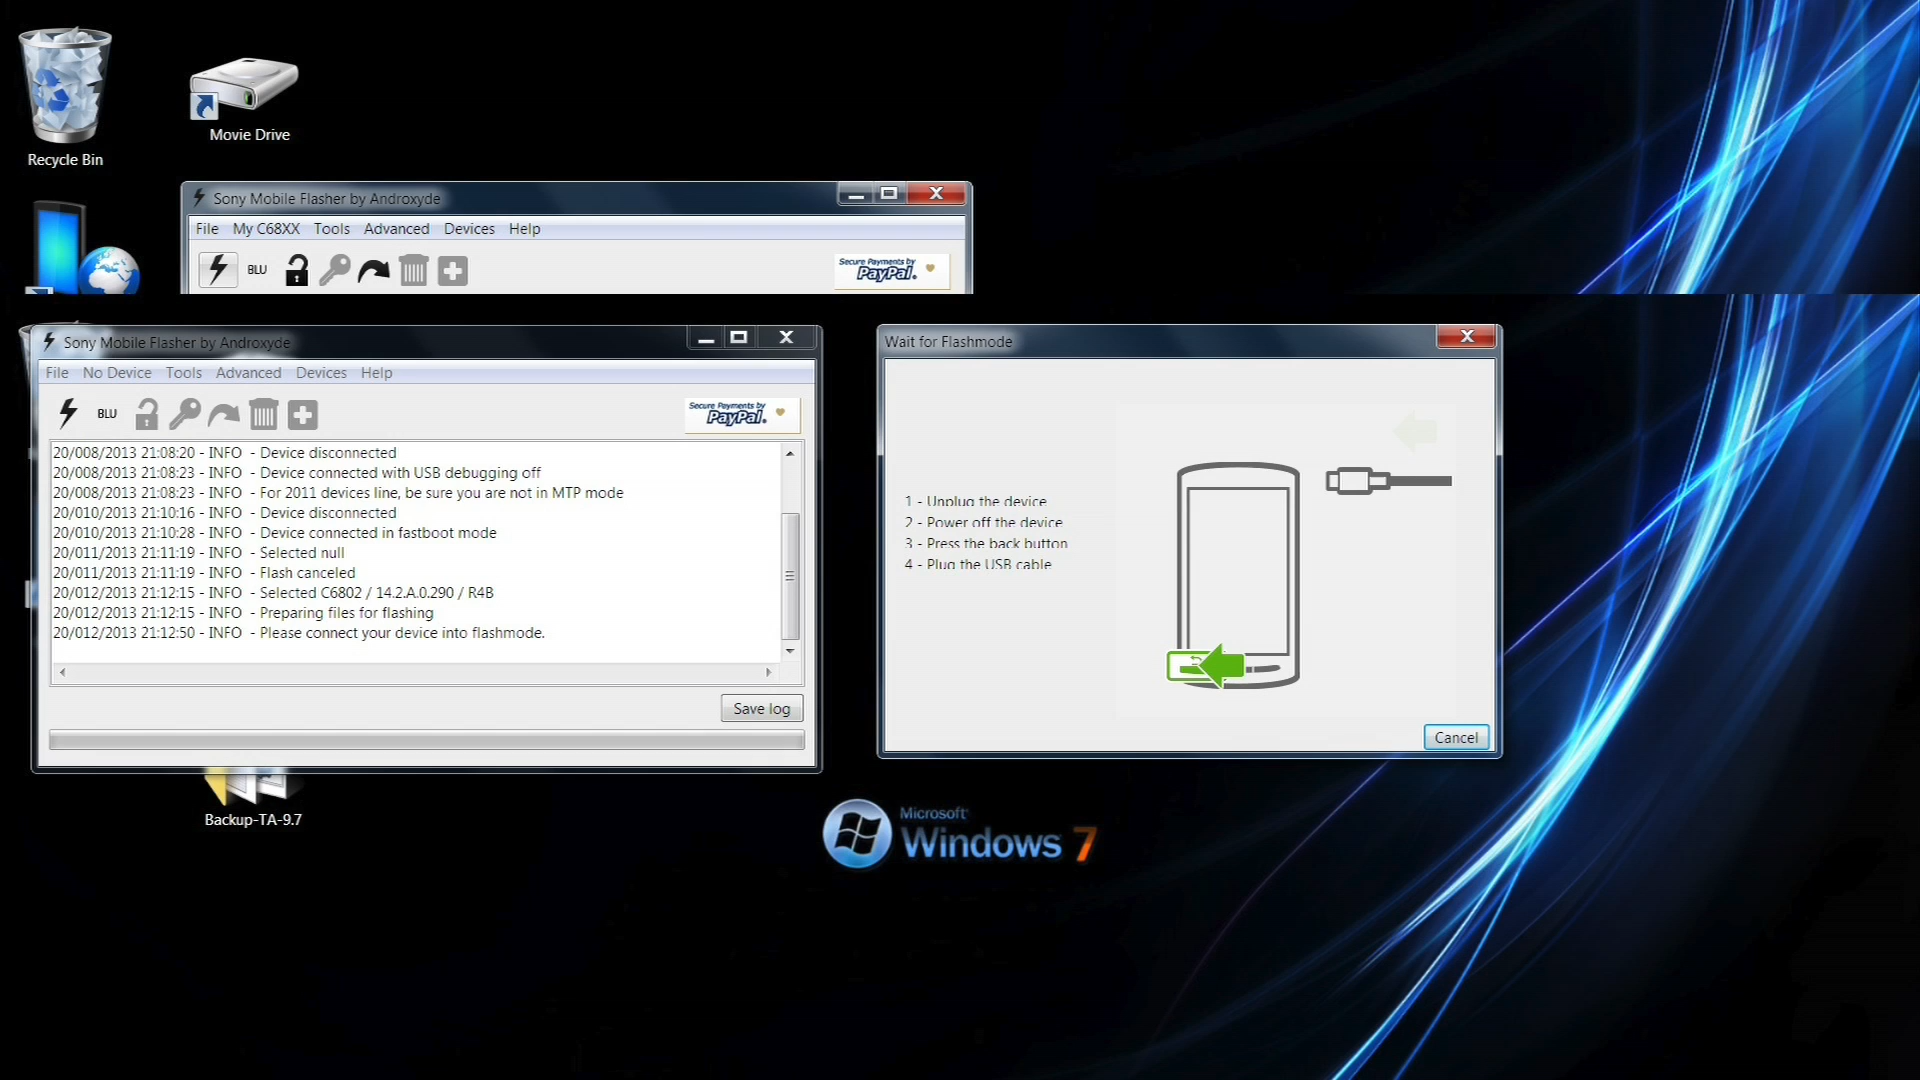 Movie Drive
Recycle Bin
Sony Mobile Flasher by Androxyde
File My C68XX Tools Advanced Devices Help
BLU
Secure Payments by
PayPal.
Sony Mobile Flasher by Androxyde
File No Device Tools Advanced Devices Help
BLU
Secure Payments by
PayPal.
20/008/2013 21:08:20 - INFO - Device disconnected
20/008/2013 21:08:23 - INFO - Device connected with USB debugging off
20/008/2013 21:08:23 - INFO - For 2011 devices line, be sure you are not in MTP mode
20/010/2013 21:10:16 - INFO - Device disconnected
20/010/2013 21:10:28 - INFO - Device connected in fastboot mode
20/011/2013 21:11:19 - INFO - Selected null
20/011/2013 21:11:19 - INFO - Flash canceled
20/012/2013 21:12:15 - INFO - Selected C6802 / 14.2.A.0.290 / R4B
20/012/2013 21:12:15 - INFO - Preparing files for flashing
20/012/2013 21:12:50 - INFO - Please connect your device into flashmode.
Save log
Wait for Flashmode
1 - Unplug the device
2 - Power off the device
3 - Press the back button
4 - Plug the USB cable
Cancel
Backup-TA-9.7
Microsoft
Windows 7